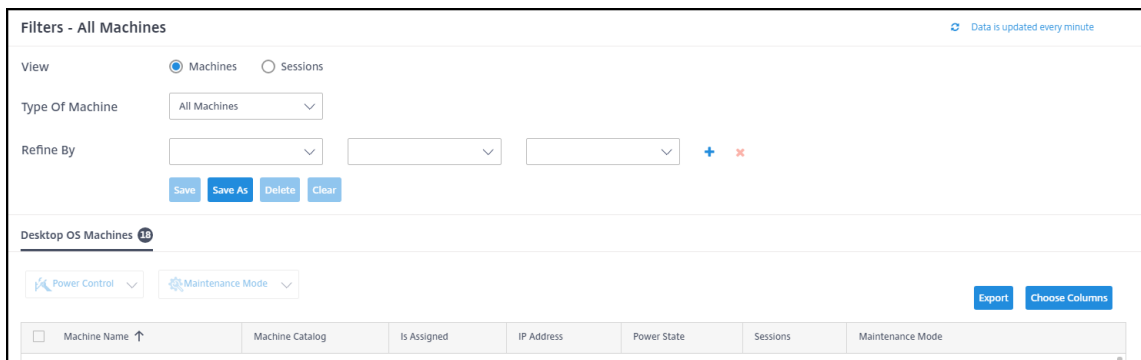 Filters - All Machines
Data is updated every minute
View
Machines
Sessions
Type Of Machine
All Machines
Refine By
Save
Save As
Delete
Clear
Desktop OS Machines 18
Power Control
Maintenance Mode
Export
Choose Columns
Machine Name
Machine Catalog
Is Assigned
IP Address
Power State
Sessions
Maintenance Mode